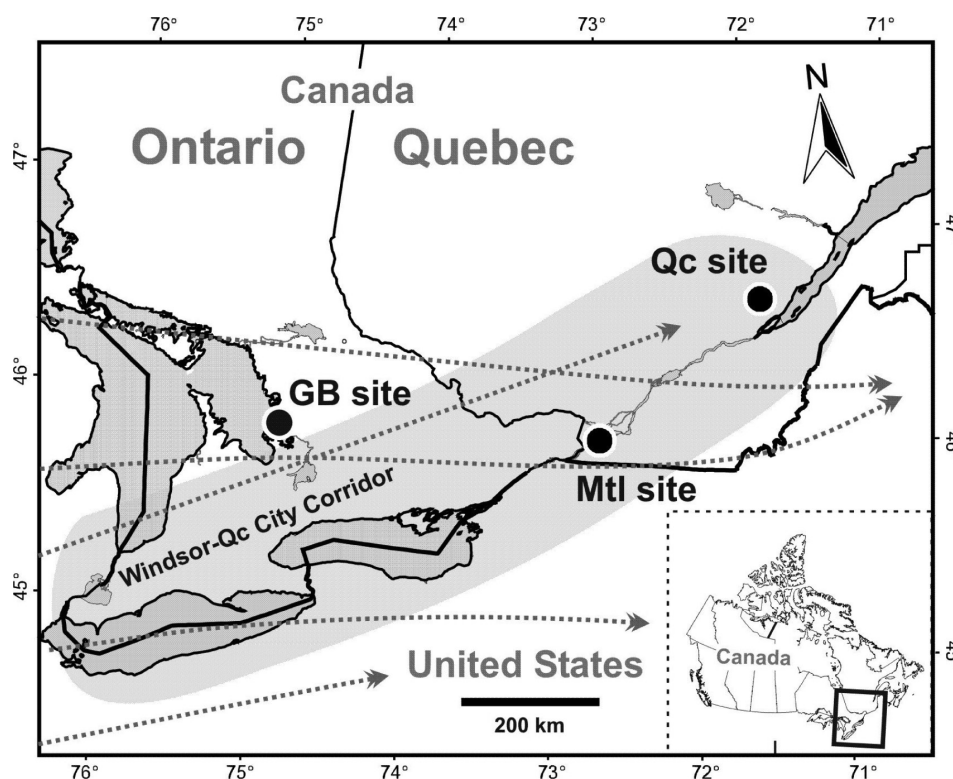 76° 75° 74° 73° 72° 71°
Canada
N
Ontario Quebec
47°
47
Qc site
46°
GB site
Mtl site
Windsor-Qc City Corridor
45°
Canada
United States
200 km
76° 75° 74° 73° 72° 71°